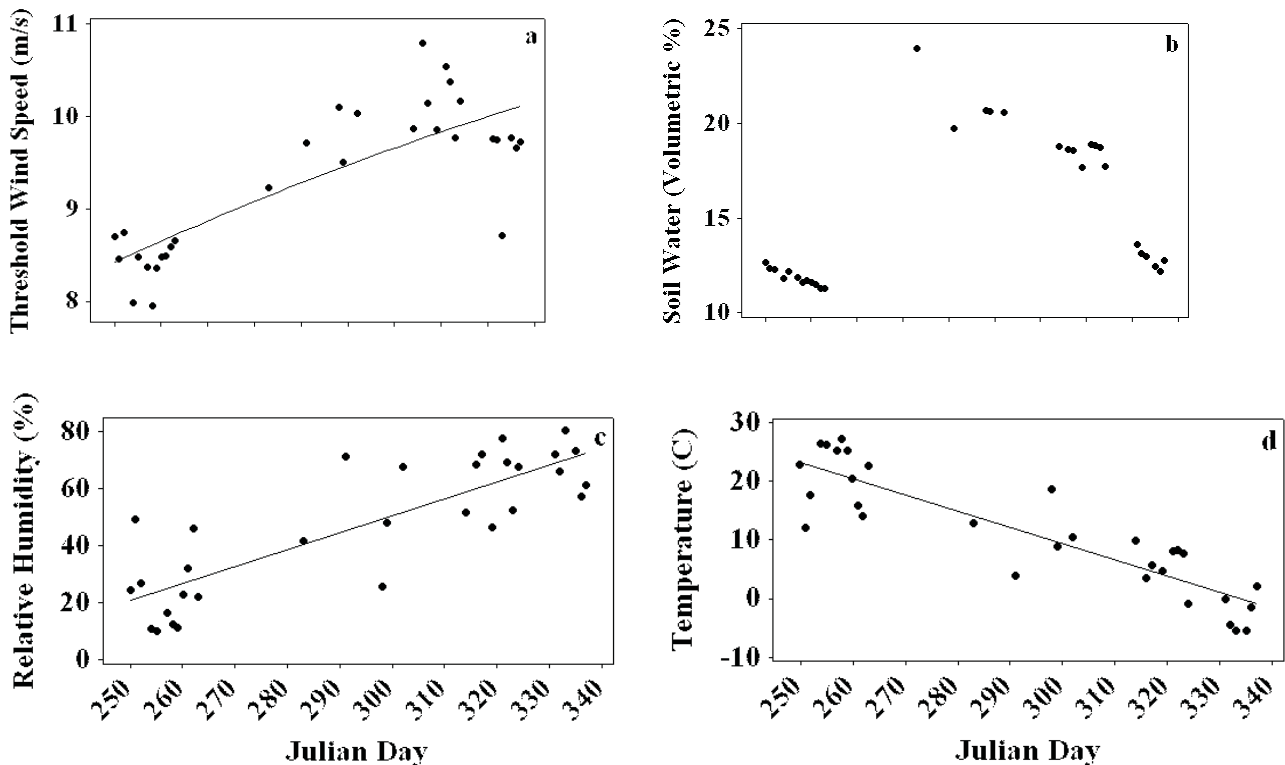 Threshold Wind Speed (m/s)
11
10
9
8
a
Soil Water (Volumetric %)
25
20
15
10
b
Relative Humidity (%)
80
60
40
20
0
c
250 260 270 280 290 300 310 320 330 340
Julian Day
Temperature (C)
30
20
10
0
-10
d
250 260 270 280 290 300 310 320 330 340
Julian Day